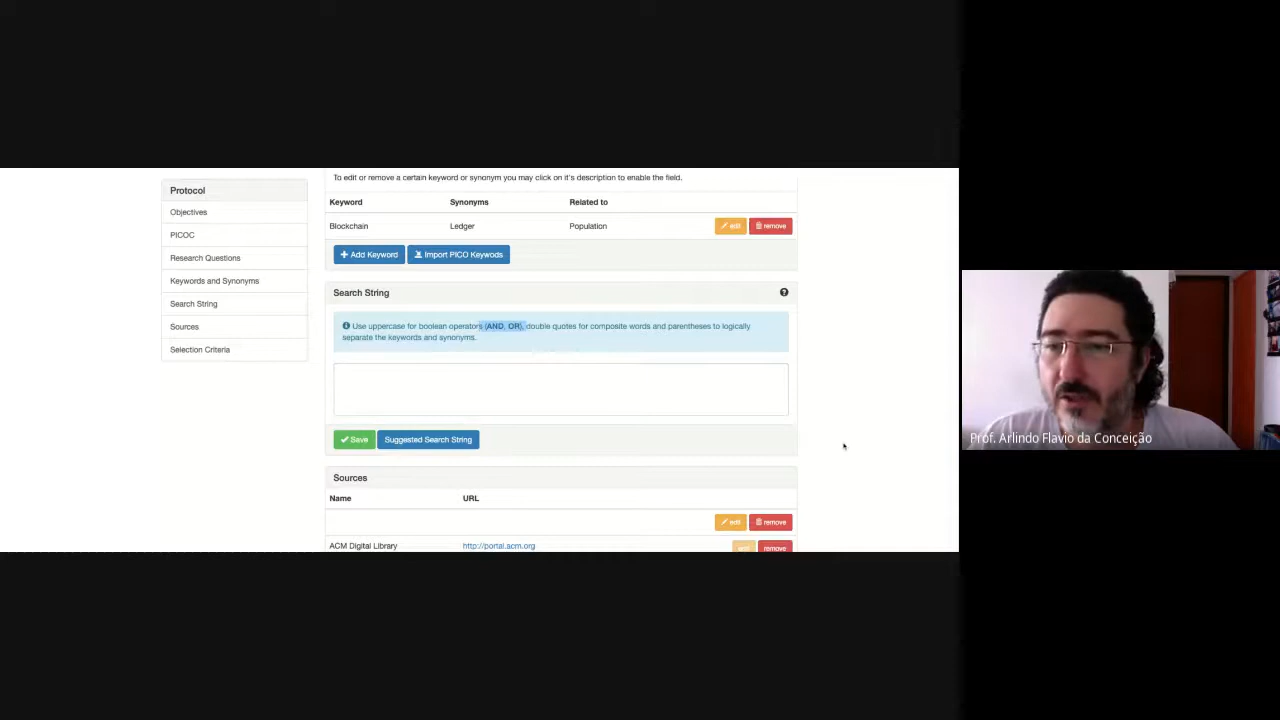 To edit or remove a certain keyword or synonym you may click on it's description to enable the field.
Protocol
Objectives
PICOC
Research Questions
Keywords and Synonyms
Search String
Sources
Selection Criteria
Keyword Synonyms Related to
Blockchain Ledger Population edit remove
Add Keyword Import PICO Keywods
Search String
Use uppercase for boolean operators (AND, OR), double quotes for composite words and parentheses to logically
separate the keywords and synonyms.
Save Suggested Search String
Sources
Name URL
edit remove
ACM Digital Library http://portal.acm.org edit remove
Prof. Arlindo Flavio da Conceição